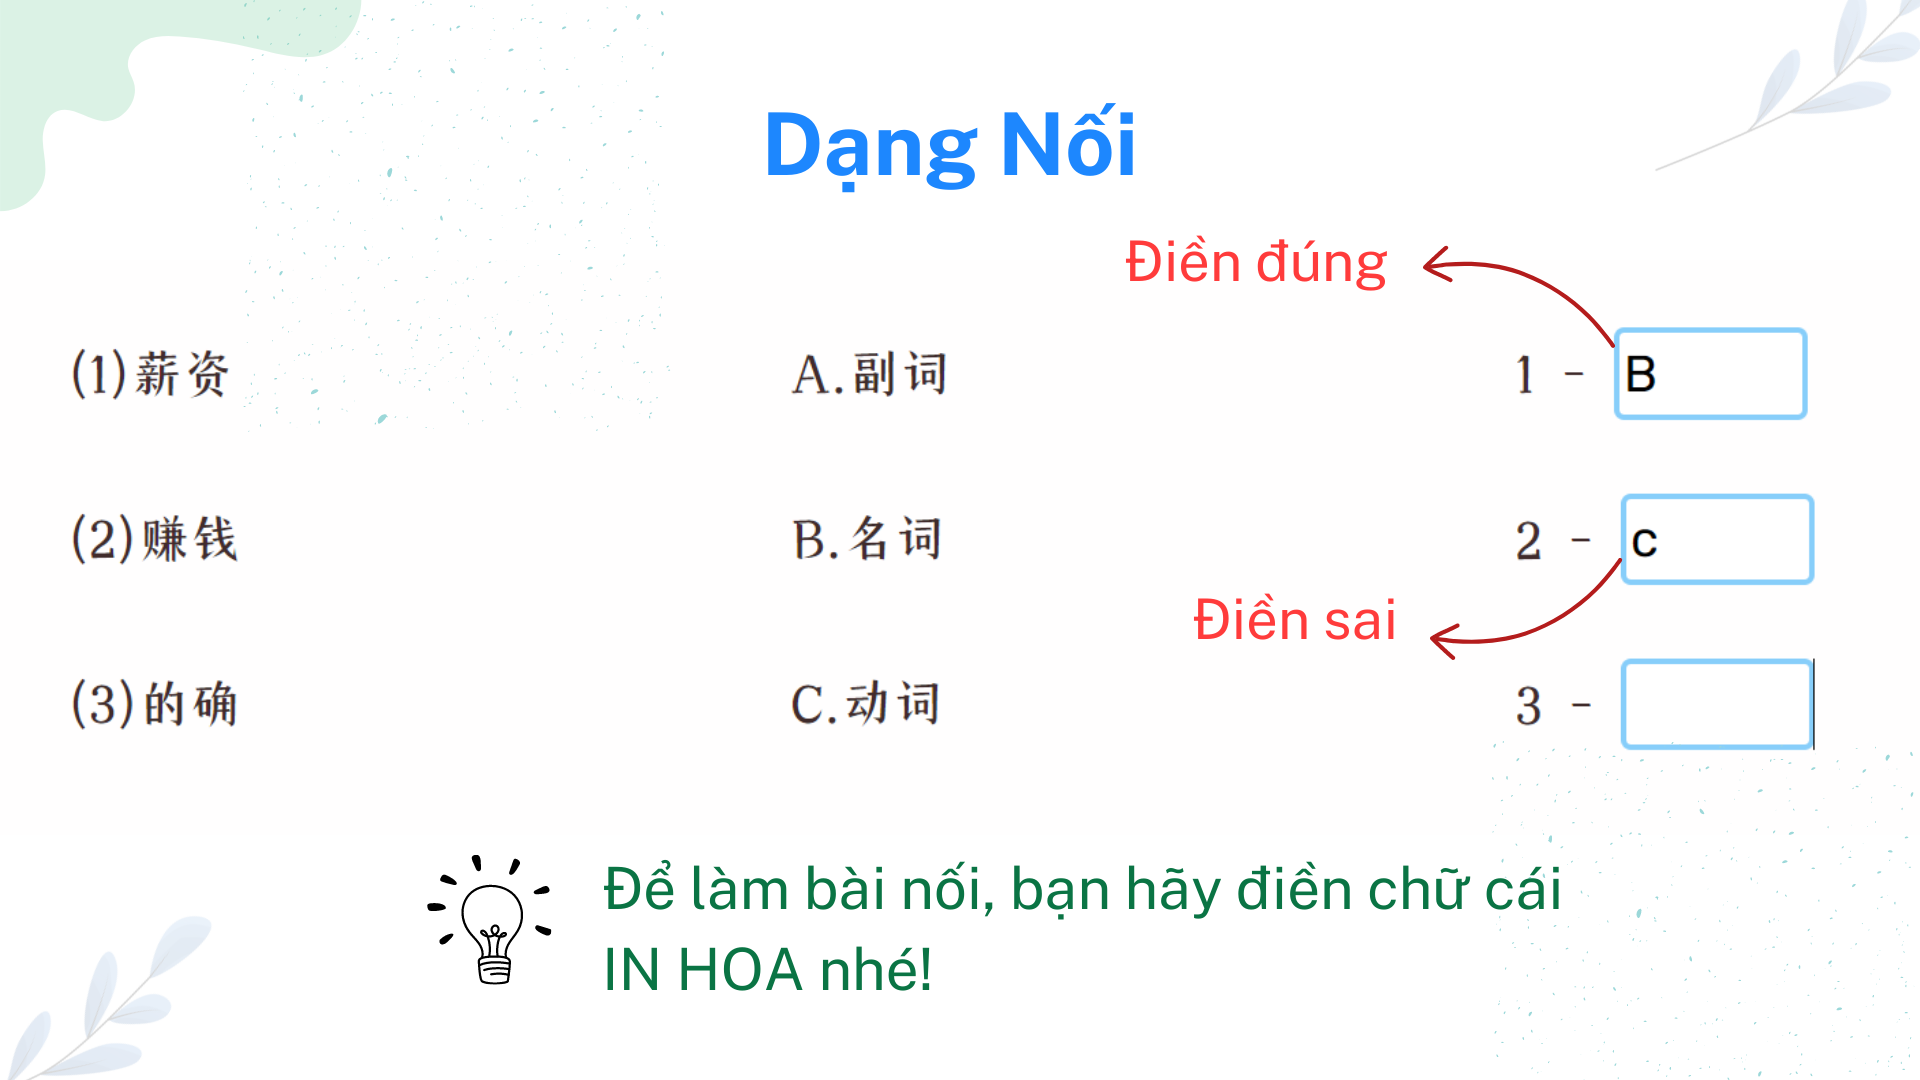 Dạng Nối
Điền đúng
(1)薪资 A.副词 1 - B
(2)赚钱 B.名词 2 - c
Điền sai
(3)的确 C.动词 3 -
Để làm bài nối, bạn hãy điền chữ cái
IN HOA nhé!